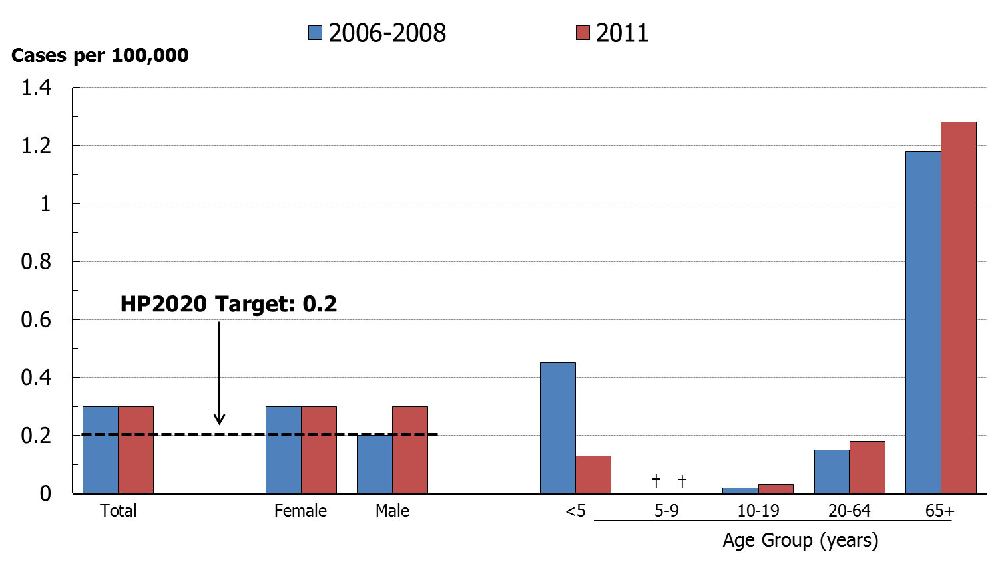 2006-2008 2011
Cases per 100,000
1.4
1.2
1
0.8
HP2020 Target: 0.2
0.6
0.4
0.2
† †
0
Total Female Male <5 5-9 10-19 20-64 65+
Age Group (years)